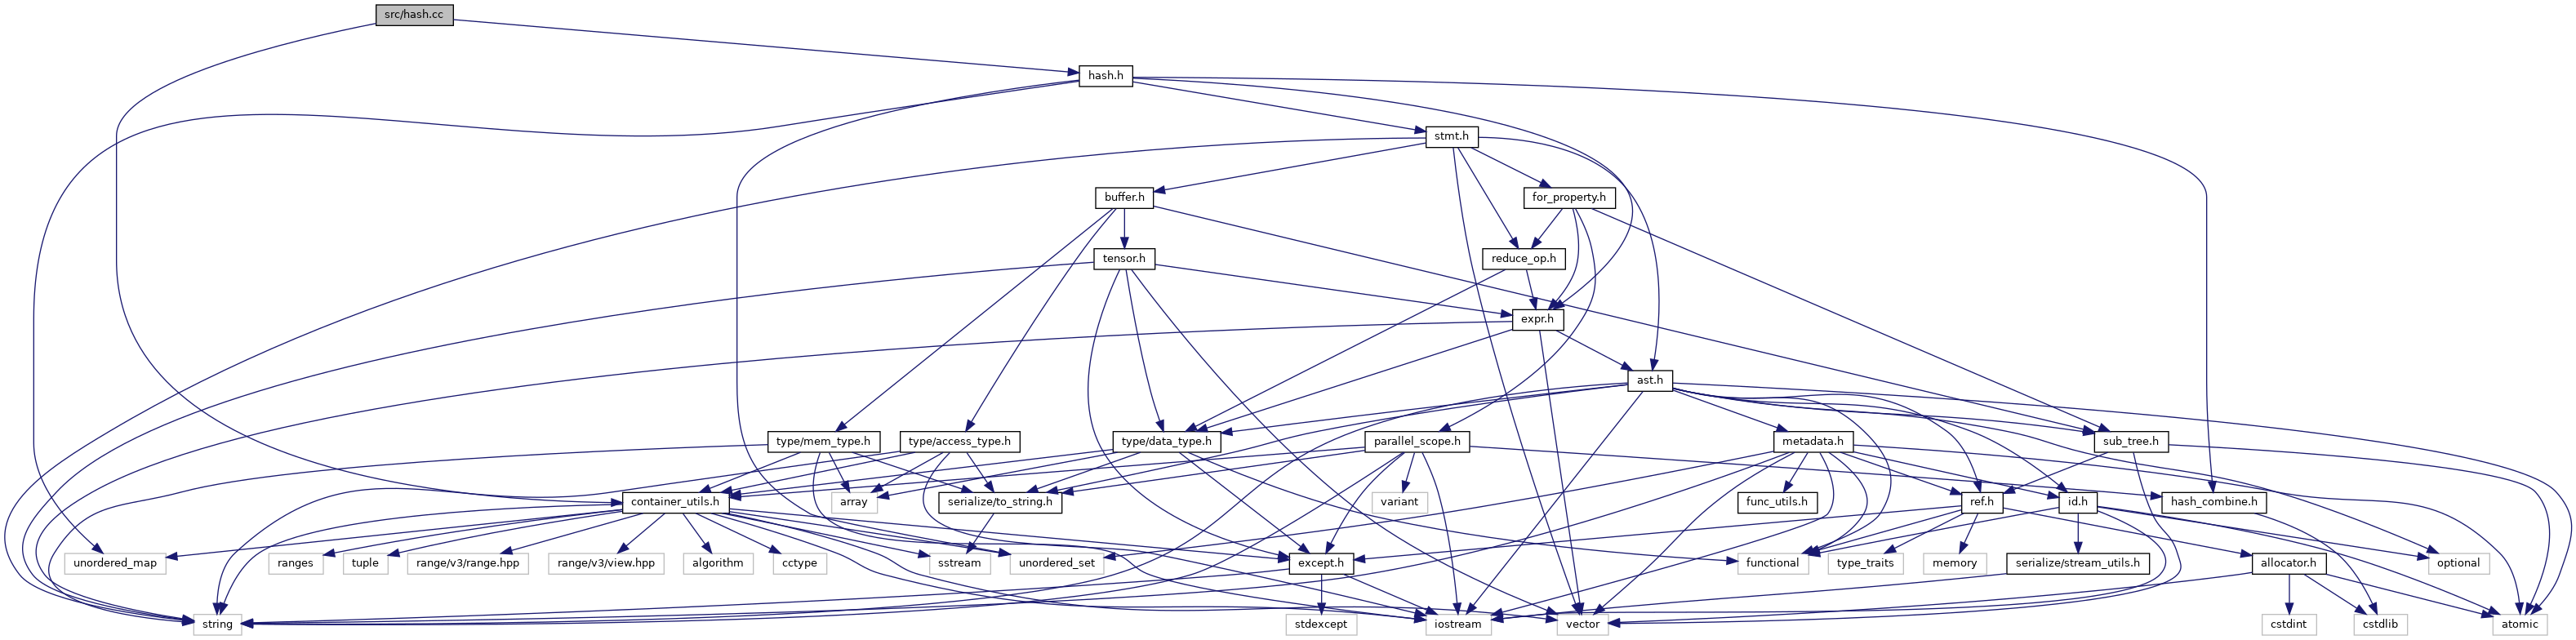 src/hash.cc
hash.h
stmt.h
buffer.h
for_property.h
tensor.h
reduce_op.h
expr.h
ast.h
type/mem_type.h
type/access_type.h
type/data_type.h
parallel_scope.h
metadata.h
sub_tree.h
container_utils.h
array
serialize/to_string.h
variant
func_utils.h
ref.h
id.h
hash_combine.h
unordered_map
ranges
tuple
range/v3/range.hpp
range/v3/view.hpp
algorithm
cctype
sstream
unordered_set
except.h
functional
type_traits
memory
serialize/stream_utils.h
allocator.h
optional
string
stdexcept
iostream
vector
cstdint
cstdlib
atomic